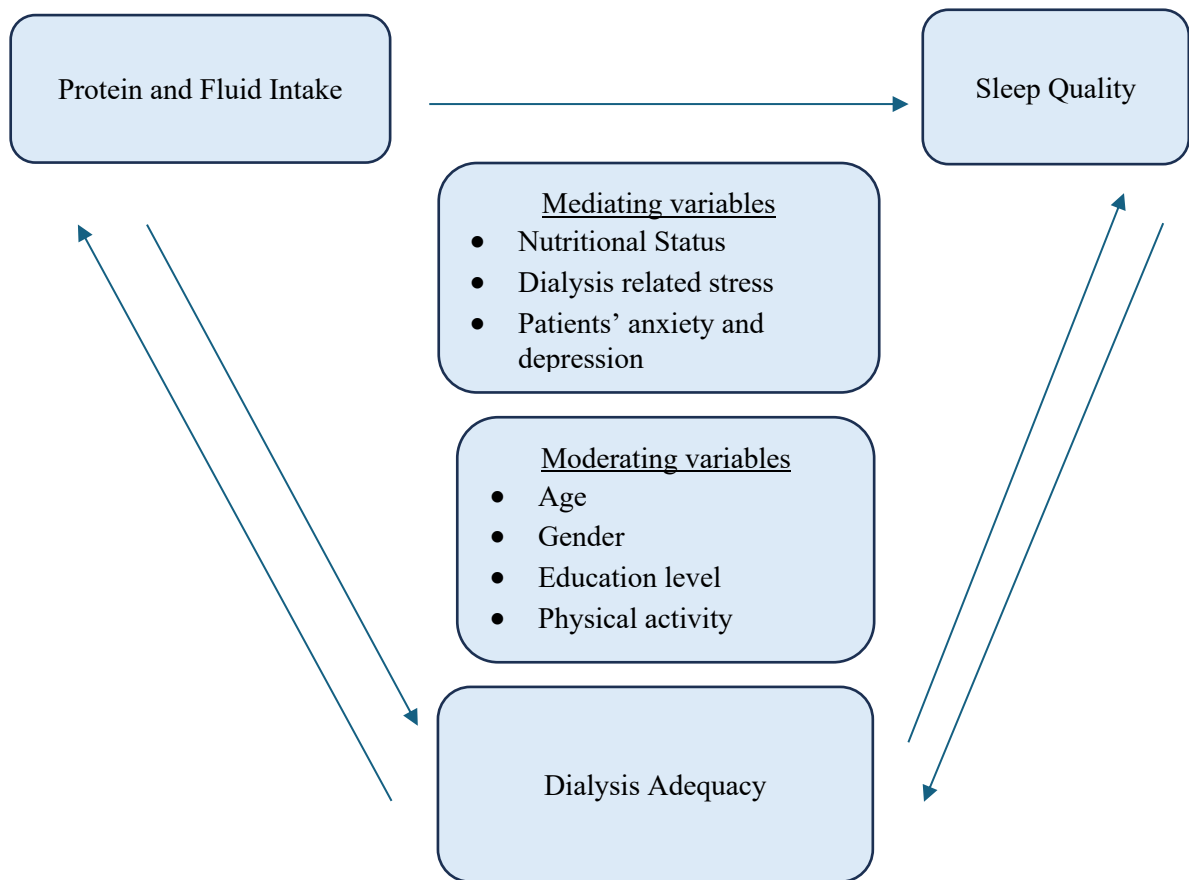 Protein and Fluid Intake
Sleep Quality
Mediating variables
● Nutritional Status
● Dialysis related stress
● Patients’ anxiety and
depression
Moderating variables
● Age
● Gender
● Education level
● Physical activity
Dialysis Adequacy